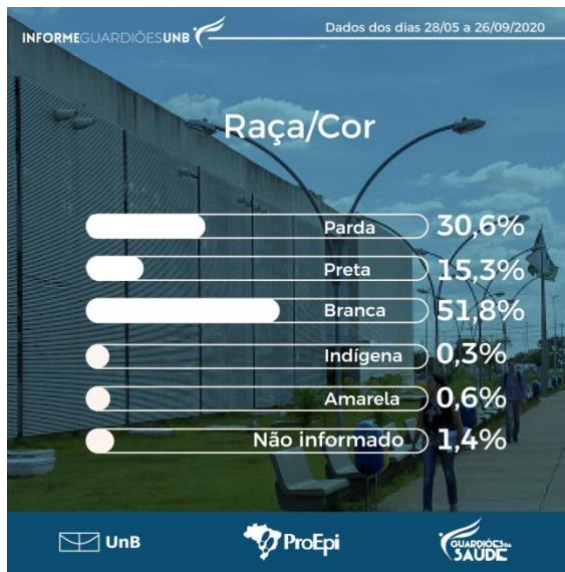 INFORMEGUARDIÕESUNB
Dados dos dias 28/05 a 26/09/2020
Raça/Cor
Parda 30,6%
Preta 15,3%
Branca 51,8%
Indígena 0,3%
Amarela 0,6%
Não informado 1,4%
UnB
ProEpi
GUARDIÕES DA
SAÚDE